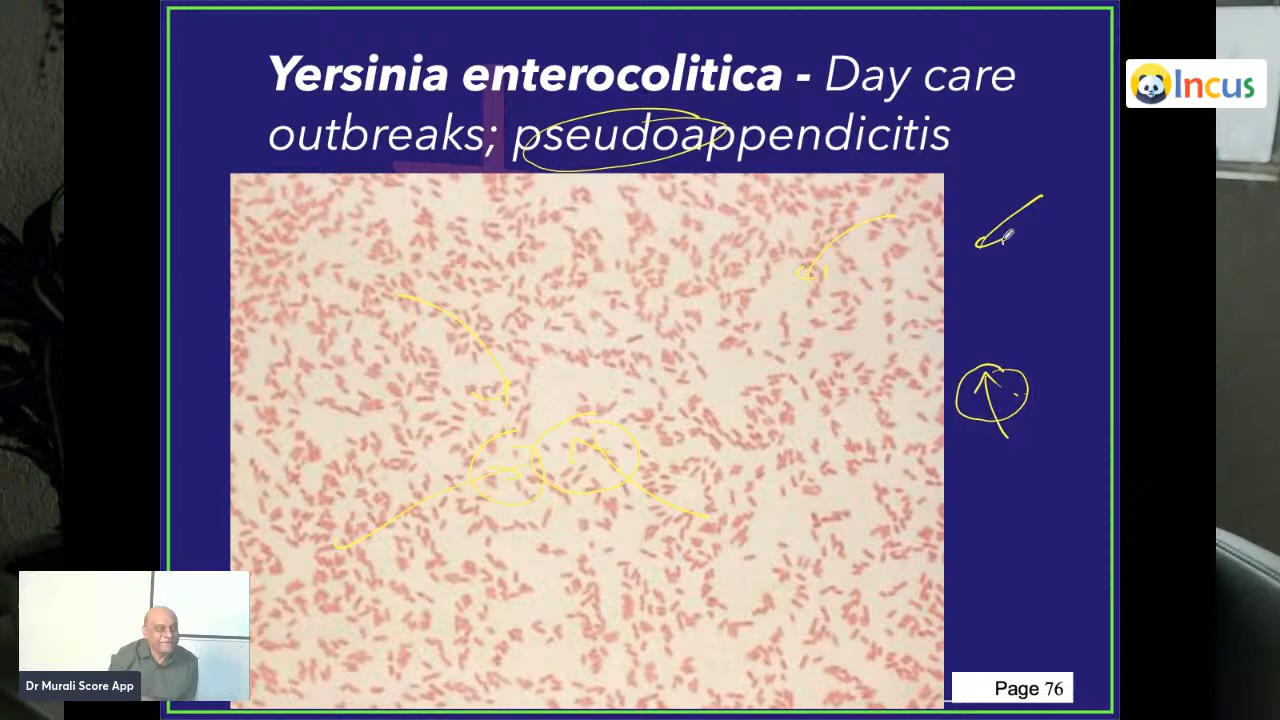 Yersinia enterocolitica - Day care
outbreaks; pseudoappendicitis
Incus
Dr Murali Score App
Page 76